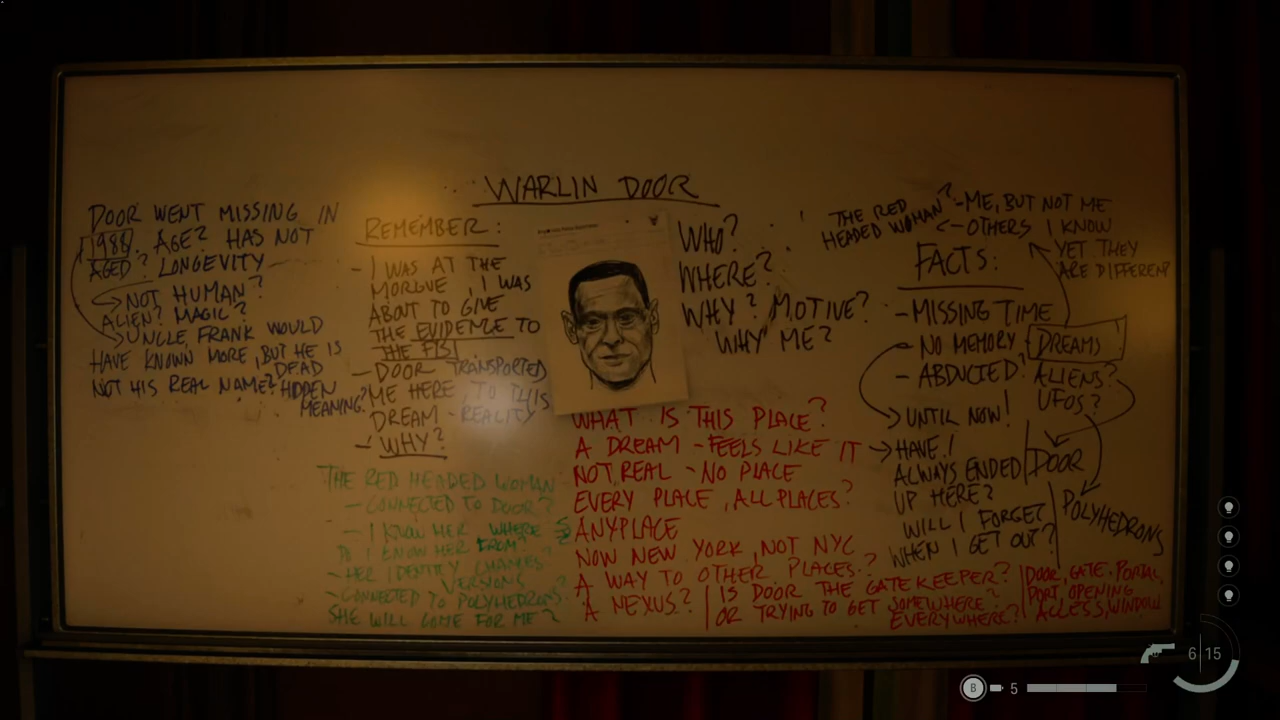 WARLIN DOOR
DOOR WENT MISSING IN
1988. AGE? HAS NOT
AGED? LONGEVITY
NOT HUMAN?
ALIEN? MAGIC?
UNCLE FRANK WOULD
HAVE KNOWN MORE, BUT HE IS
DEAD
NOT HIS REAL NAME? HIDDEN
MEANING?
REMEMBER:
- I WAS AT THE
MORGUE, I WAS
ABOUT TO GIVE
THE EVIDENCE TO
THE FBI
- DOOR TRANSPORTED
ME HERE TO THIS
DREAM - REALITY
- WHY?
WHO?
WHERE?
WHY? MOTIVE?
WHY ME?
THE RED
HEADED WOMAN?
- ME, BUT NOT ME
- OTHERS I KNOW
YET THEY
ARE DIFFERENT
FACTS:
- MISSING TIME
- NO MEMORY
- ABDUCTED?
UNTIL NOW!
DREAMS
ALIENS?
UFOS?
HAVE I
ALWAYS ENDED
UP HERE?
WILL I FORGET
WHEN I GET OUT?
DOOR
POLYHEDRONS
THE RED HEADED WOMAN
- CONNECTED TO DOOR?
- I KNOW HER WHERE
DO I KNOW HER FROM?
- HER IDENTITY CHANGES
VERSIONS
- CONNECTED TO POLYHEDRONS?
SHE WILL COME FOR ME?
WHAT IS THIS PLACE?
A DREAM - FEELS LIKE IT
NOT REAL - NO PLACE
EVERY PLACE, ALL PLACES?
ANYPLACE
NOW NEW YORK, NOT NYC
A WAY TO OTHER PLACES?
A NEXUS?
IS DOOR THE GATEKEEPER?
OR TRYING TO GET SOMEWHERE?
EVERYWHERE?
DOOR, GATE, PORTAL,
PORT, OPENING
ACCESS, WINDOW
6 15
B 5